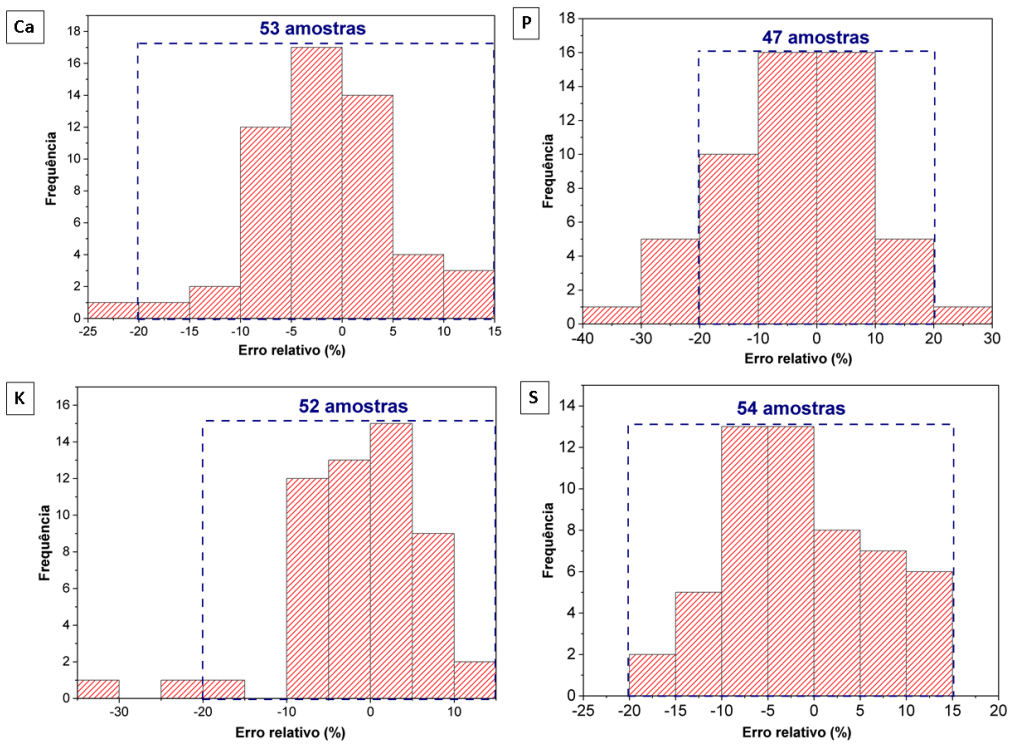 Ca
53 amostras
18
16
14
12
10
8
6
4
2
0
Frequência
-25 -20 -15 -10 -5 0 5 10 15
Erro relativo (%)
P
47 amostras
18
16
14
12
10
8
6
4
2
0
Frequência
-40 -30 -20 -10 0 10 20 30
Erro relativo (%)
K
52 amostras
16
14
12
10
8
6
4
2
0
Frequência
-30 -20 -10 0 10
Erro relativo (%)
S
54 amostras
14
12
10
8
6
4
2
0
Frequência
-25 -20 -15 -10 -5 0 5 10 15 20
Erro relativo (%)